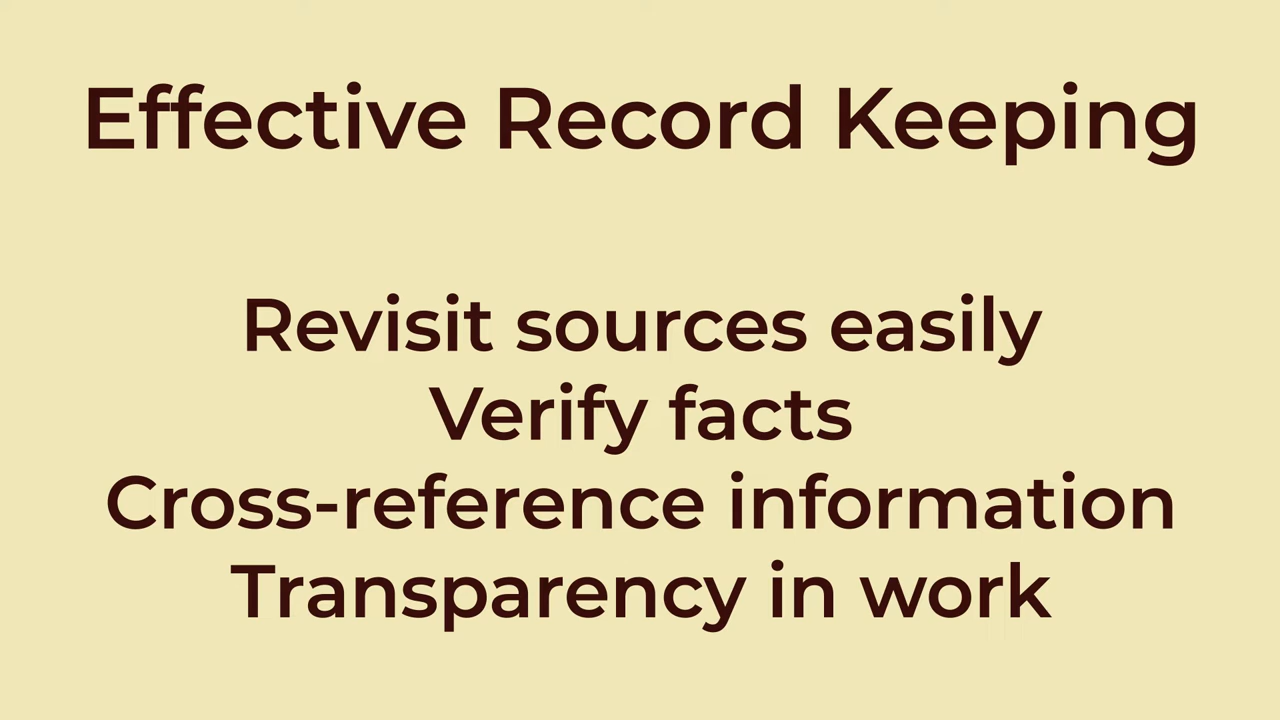 Effective Record Keeping
Revisit sources easily
Verify facts
Cross-reference information
Transparency in work